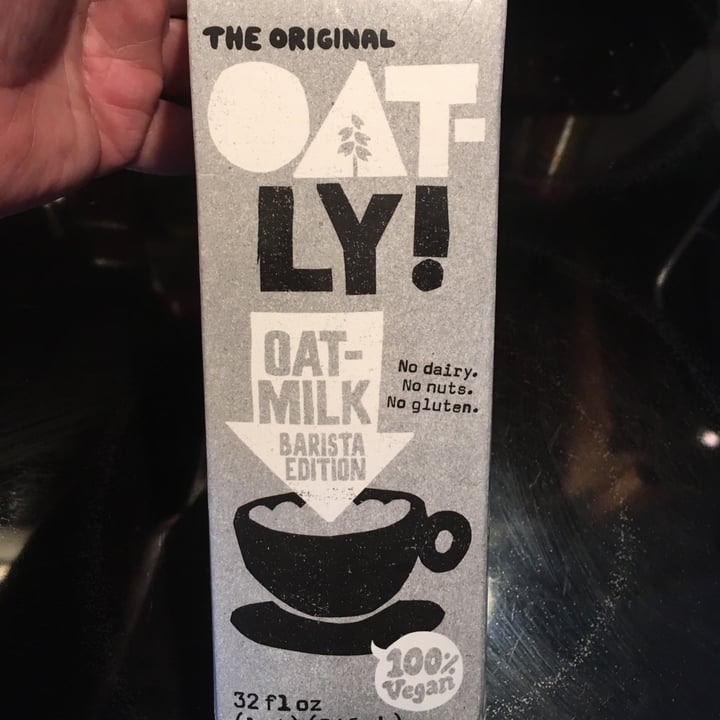 THE ORIGINAL
OAT-
LY!
OAT-
MILK
BARISTA
EDITION
No dairy.
No nuts.
No gluten.
100%
Vegan
32 fl oz